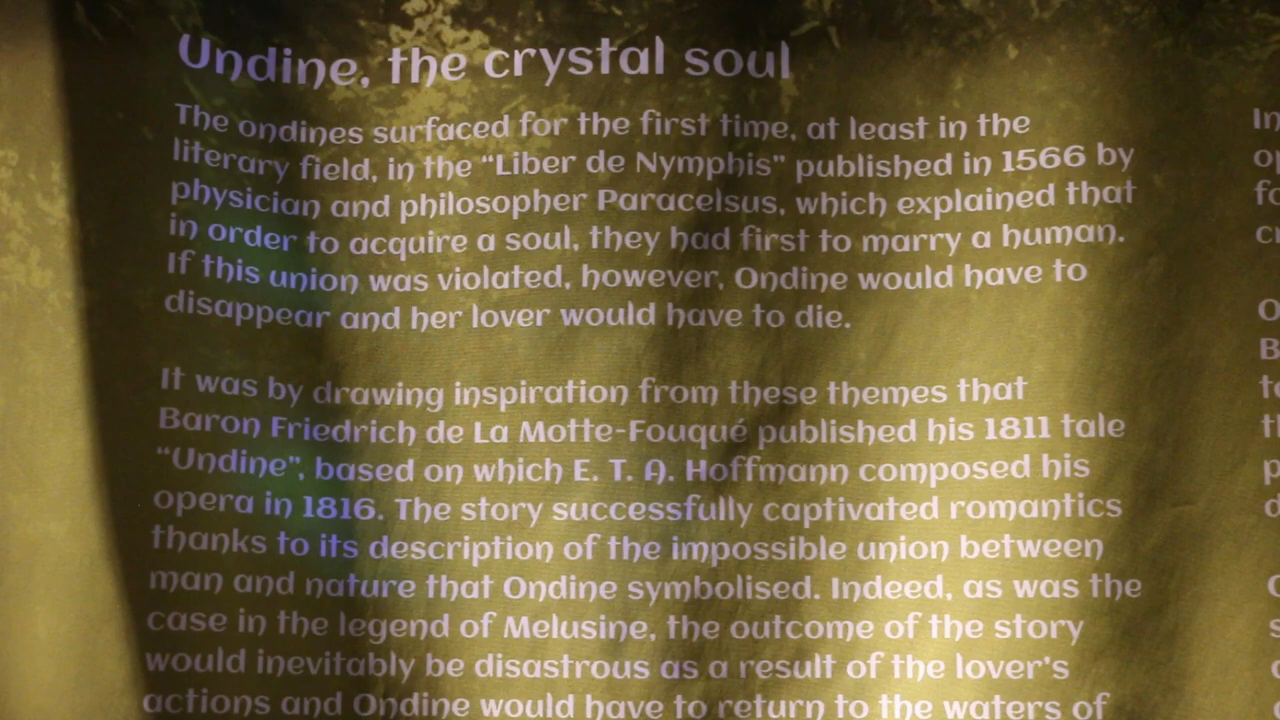 Undine, the crystal soul
The ondines surfaced for the first time, at least in the
literary field, in the “Liber de Nymphis” published in 1566 by
physician and philosopher Paracelsus, which explained that
in order to acquire a soul, they had first to marry a human.
If this union was violated, however, Ondine would have to
disappear and her lover would have to die.
It was by drawing inspiration from these themes that
Baron Friedrich de La Motte-Fouqué published his 1811 tale
“Undine”, based on which E. T. A. Hoffmann composed his
opera in 1816. The story successfully captivated romantics
thanks to its description of the impossible union between
man and nature that Ondine symbolised. Indeed, as was the
case in the legend of Melusine, the outcome of the story
would inevitably be disastrous as a result of the lover’s
actions and Ondine would have to return to the waters of